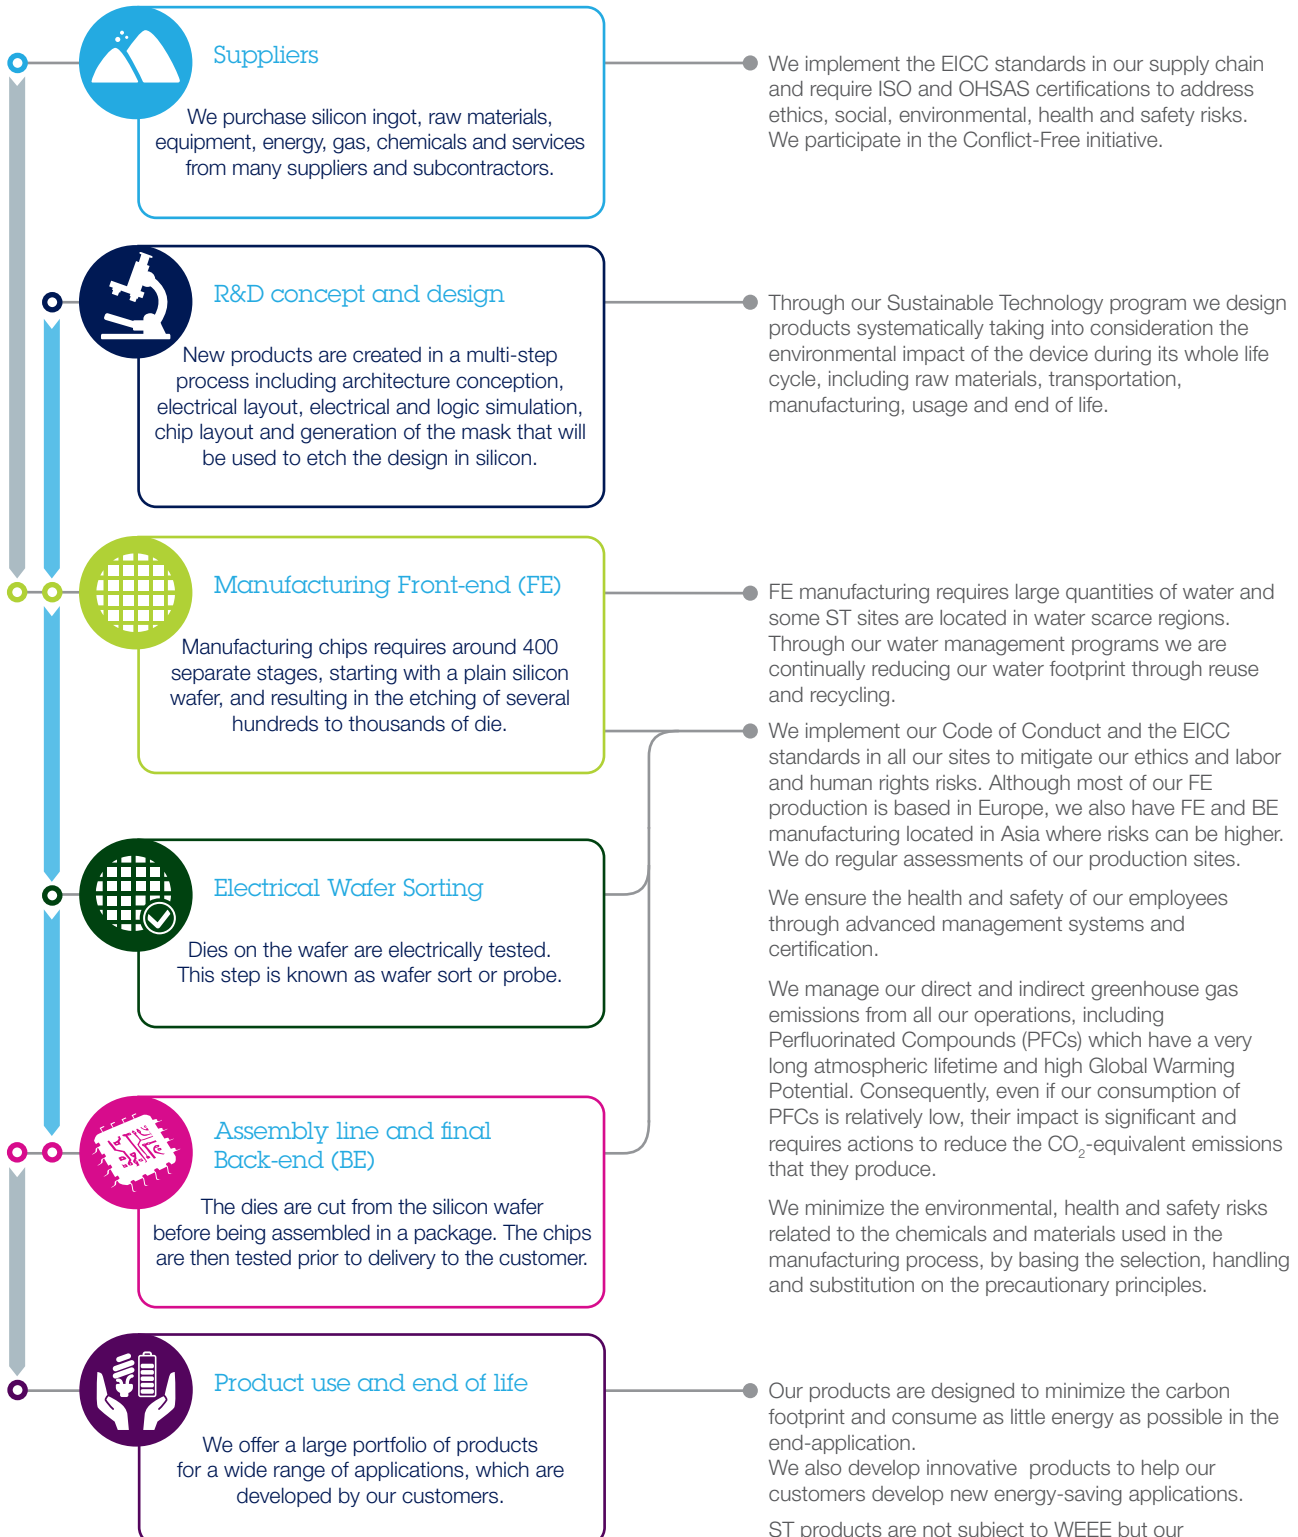 Suppliers
We purchase silicon ingot, raw materials,
equipment, energy, gas, chemicals and services
from many suppliers and subcontractors.
We implement the EICC standards in our supply chain
and require ISO and OHSAS certifications to address
ethics, social, environmental, health and safety risks.
We participate in the Conflict-Free initiative.
R&D concept and design
New products are created in a multi-step
process including architecture conception,
electrical layout, electrical and logic simulation,
chip layout and generation of the mask that will
be used to etch the design in silicon.
Through our Sustainable Technology program we design
products systematically taking into consideration the
environmental impact of the device during its whole life
cycle, including raw materials, transportation,
manufacturing, usage and end of life.
Manufacturing Front-end (FE)
Manufacturing chips requires around 400
separate stages, starting with a plain silicon
wafer, and resulting in the etching of several
hundreds to thousands of die.
FE manufacturing requires large quantities of water and
some ST sites are located in water scarce regions.
Through our water management programs we are
continually reducing our water footprint through reuse
and recycling.
We implement our Code of Conduct and the EICC
standards in all our sites to mitigate our ethics and labor
and human rights risks. Although most of our FE
production is based in Europe, we also have FE and BE
manufacturing located in Asia where risks can be higher.
We do regular assessments of our production sites.
Electrical Wafer Sorting
Dies on the wafer are electrically tested.
This step is known as wafer sort or probe.
We ensure the health and safety of our employees
through advanced management systems and
certification.
We manage our direct and indirect greenhouse gas
emissions from all our operations, including
Perfluorinated Compounds (PFCs) which have a very
long atmospheric lifetime and high Global Warming
Potential. Consequently, even if our consumption of
PFCs is relatively low, their impact is significant and
requires actions to reduce the CO₂-equivalent emissions
that they produce.
Assembly line and final
Back-end (BE)
The dies are cut from the silicon wafer
before being assembled in a package. The chips
are then tested prior to delivery to the customer.
We minimize the environmental, health and safety risks
related to the chemicals and materials used in the
manufacturing process, by basing the selection, handling
and substitution on the precautionary principles.
Product use and end of life
We offer a large portfolio of products
for a wide range of applications, which are
developed by our customers.
Our products are designed to minimize the carbon
footprint and consume as little energy as possible in the
end-application.
We also develop innovative products to help our
customers develop new energy-saving applications.
ST products are not subject to WEEE but our